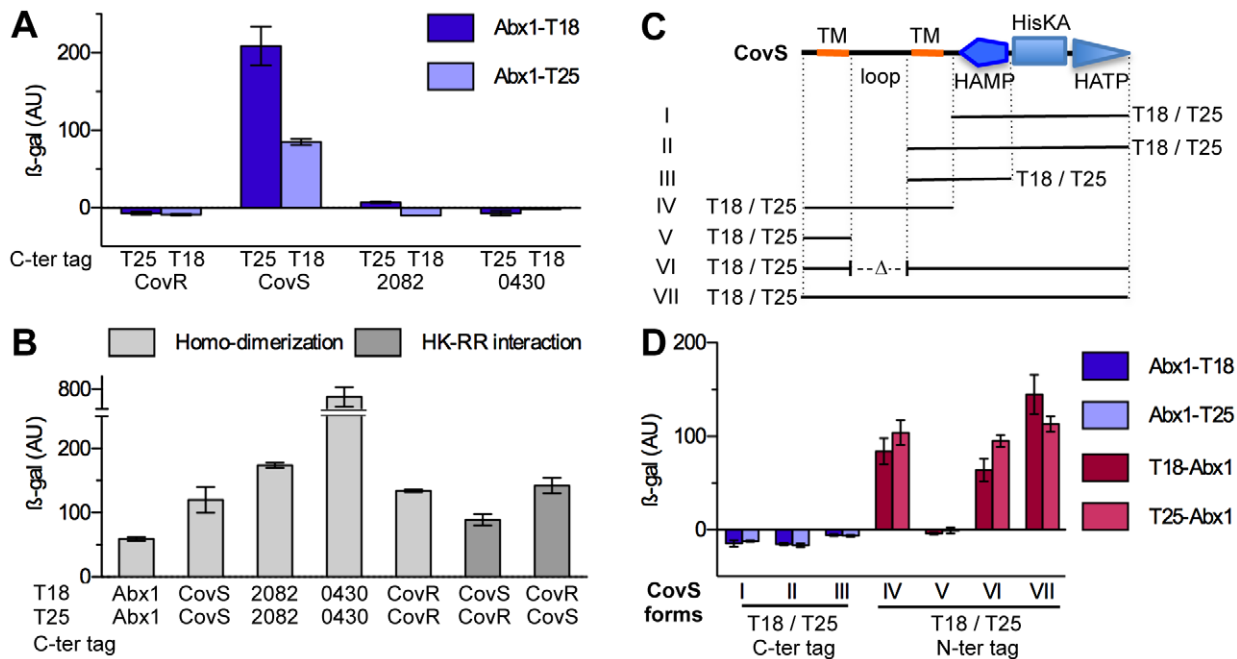 A
Abx1-T18
Abx1-T25
ß-gal (AU)
200
100
0
C-ter tag
T25 T18 T25 T18 T25 T18 T25 T18
CovR CovS 2082 0430
B
Homo-dimerization
HK-RR interaction
ß-gal (AU)
800
200
100
0
T18 Abx1 CovS 2082 0430 CovR CovS CovR
T25 Abx1 CovS 2082 0430 CovR CovR CovS
C-ter tag
C
HisKA
TM TM
CovS
loop HAMP HATP
I T18 / T25
II T18 / T25
III T18 / T25
IV T18 / T25
V T18 / T25
VI T18 / T25 Δ
VII T18 / T25
D
Abx1-T18
Abx1-T25
T18-Abx1
T25-Abx1
ß-gal (AU)
200
100
0
CovS forms
I II III IV V VI VII
T18 / T25 T18 / T25
C-ter tag N-ter tag